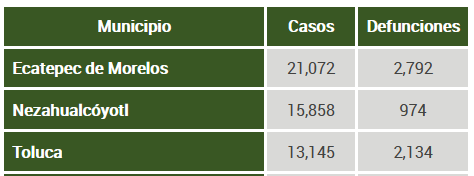 Municipio Casos Defunciones
Ecatepec de Morelos 21,072 2,792
Nezahualcóyotl 15,858 974
Toluca 13,145 2,134